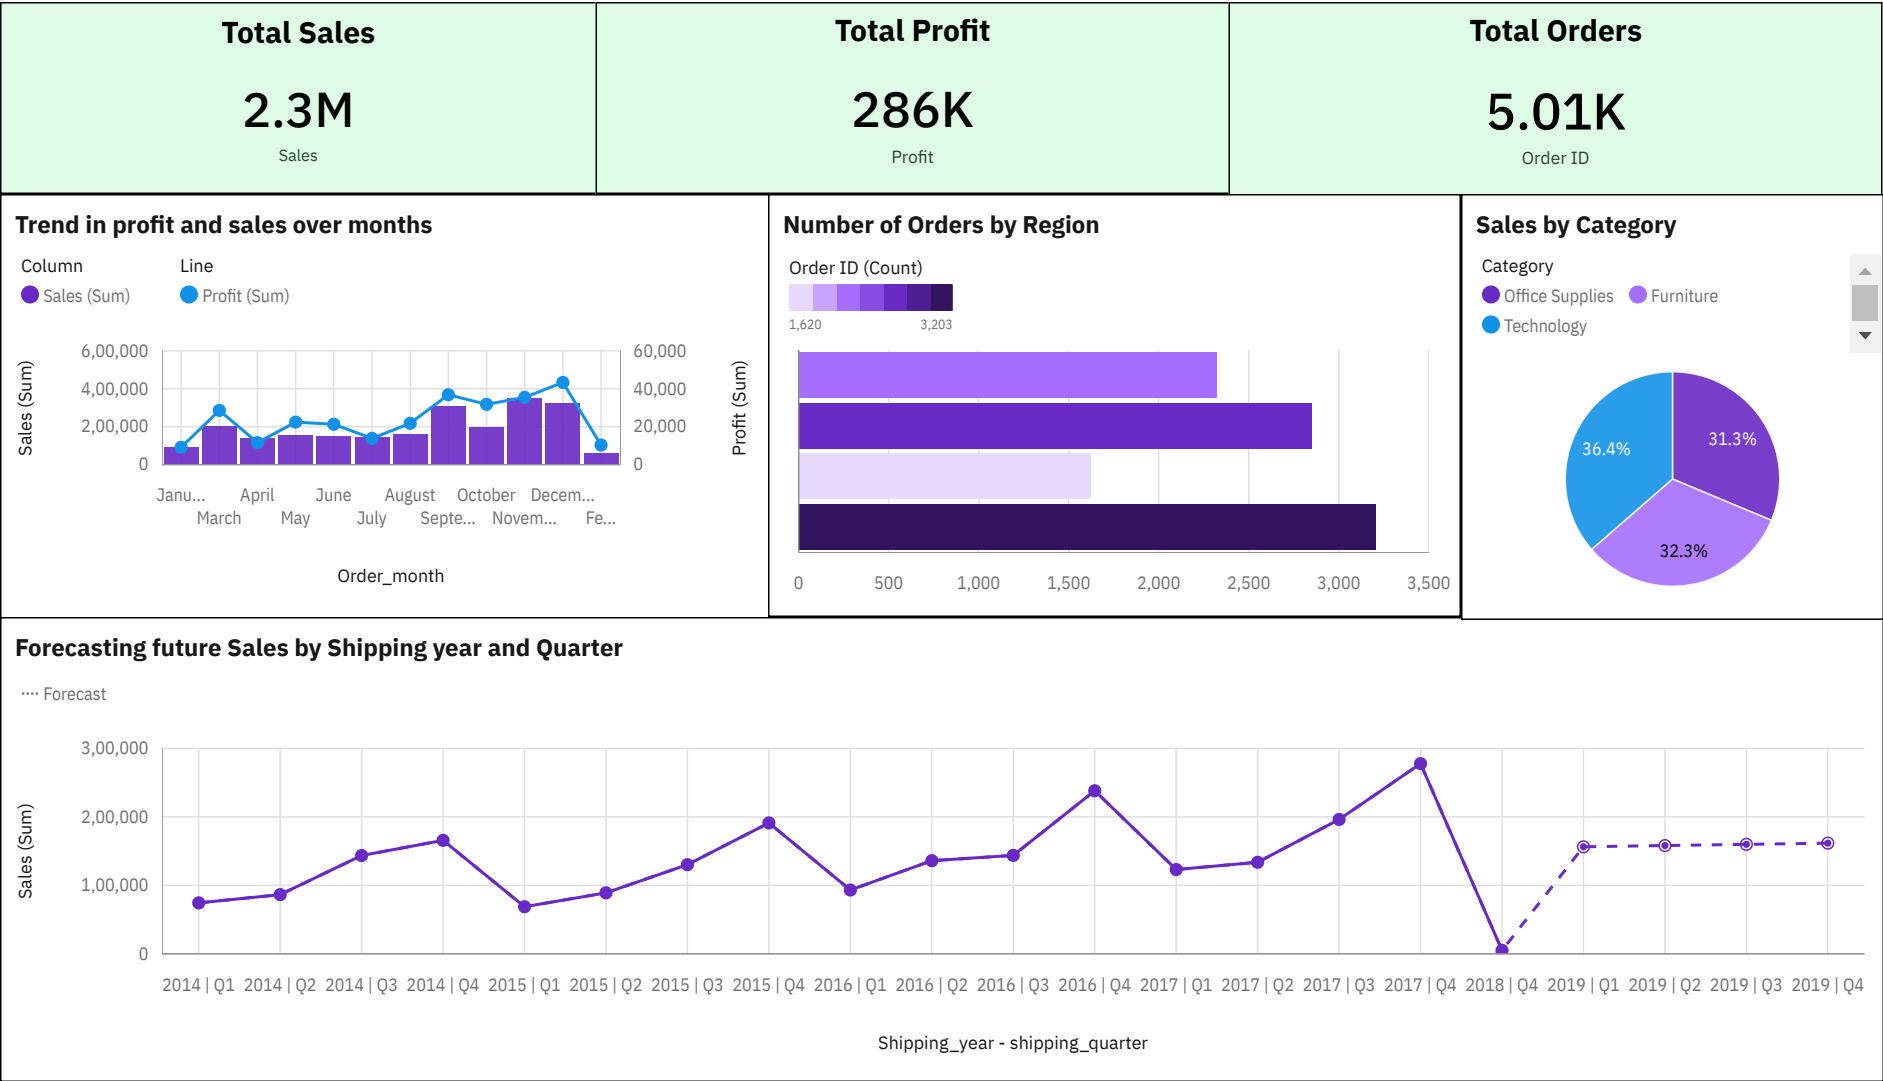 Total Sales
2.3M
Sales
Total Profit
286K
Profit
Total Orders
5.01K
Order ID
Trend in profit and sales over months
Column
Line
Sales (Sum)
Profit (Sum)
Sales (Sum)
6,00,000
4,00,000
2,00,000
0
60,000
40,000
20,000
0
Profit (Sum)
Janu...
March
April
May
June
July
August
Septe...
October
Novem...
Decem...
Fe...
Order_month
Number of Orders by Region
Order ID (Count)
1,620
3,203
0
500
1,000
1,500
2,000
2,500
3,000
3,500
Sales by Category
Category
Office Supplies
Furniture
Technology
36.4%
31.3%
32.3%
Forecasting future Sales by Shipping year and Quarter
Forecast
Sales (Sum)
3,00,000
2,00,000
1,00,000
0
2014 | Q1
2014 | Q2
2014 | Q3
2014 | Q4
2015 | Q1
2015 | Q2
2015 | Q3
2015 | Q4
2016 | Q1
2016 | Q2
2016 | Q3
2016 | Q4
2017 | Q1
2017 | Q2
2017 | Q3
2017 | Q4
2018 | Q4
2019 | Q1
2019 | Q2
2019 | Q3
2019 | Q4
Shipping_year - shipping_quarter